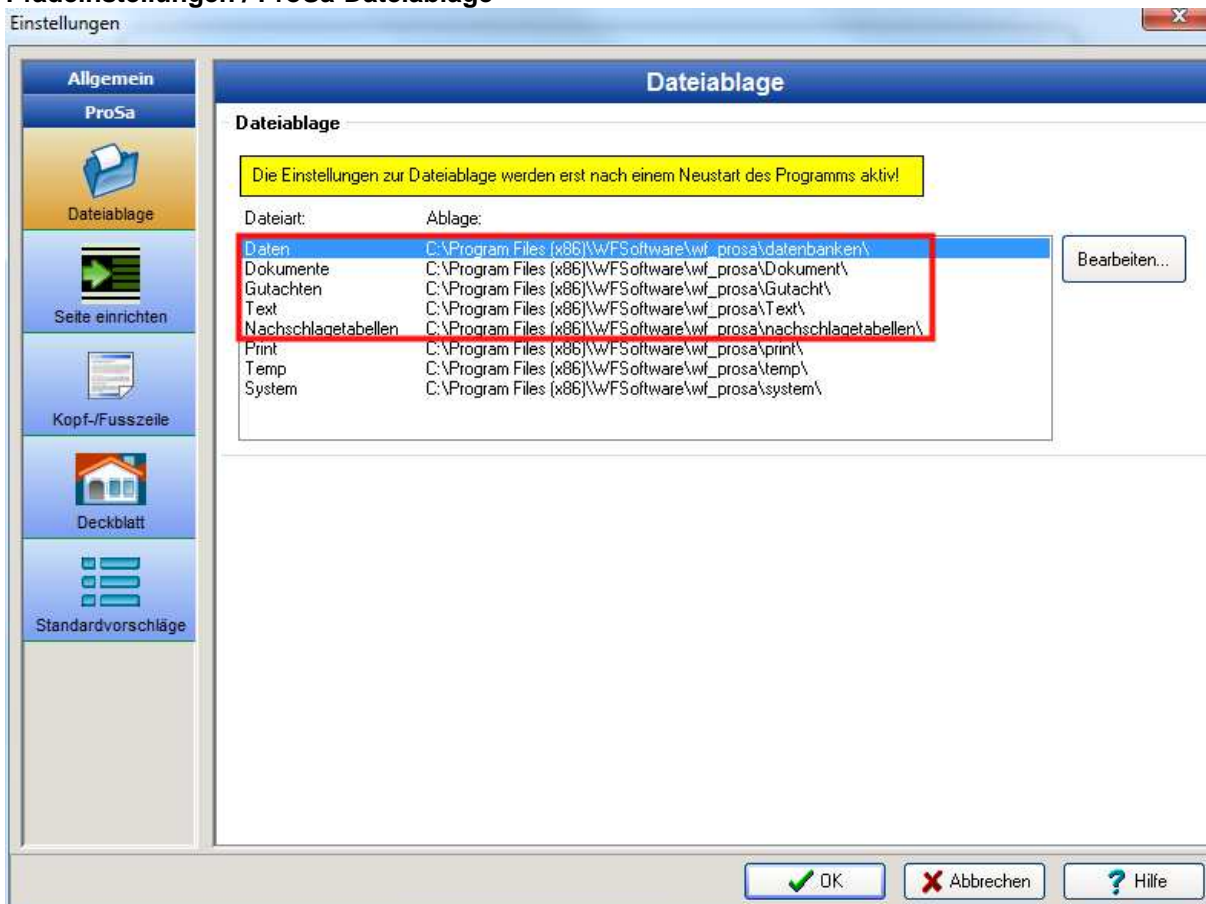 Pfadeinstellungen / ProSa-Dateiablage
Einstellungen
Allgemein
ProSa
Dateiablage
Seite einrichten
Kopf-/Fusszeile
Deckblatt
Standardvorschläge
Dateiablage
Dateiablage
Die Einstellungen zur Dateiablage werden erst nach einem Neustart des Programms aktiv!
Dateiart: Ablage:
Daten C:\Program Files (x86)\WFSoftware\wf_prosa\datenbanken\
Dokumente C:\Program Files (x86)\WFSoftware\wf_prosa\Dokument\
Gutachten C:\Program Files (x86)\WFSoftware\wf_prosa\Gutacht\
Text C:\Program Files (x86)\WFSoftware\wf_prosa\Text\
Nachschlagetabellen C:\Program Files (x86)\WFSoftware\wf_prosa\nachschlagetabellen\
Print C:\Program Files (x86)\WFSoftware\wf_prosa\print\
Temp C:\Program Files (x86)\WFSoftware\wf_prosa\temp\
System C:\Program Files (x86)\WFSoftware\wf_prosa\system\
Bearbeiten...
OK Abbrechen Hilfe